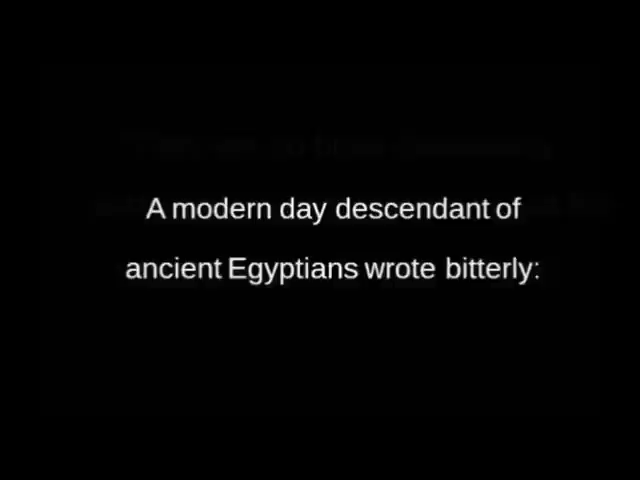 A modern day descendant of
ancient Egyptians wrote bitterly: